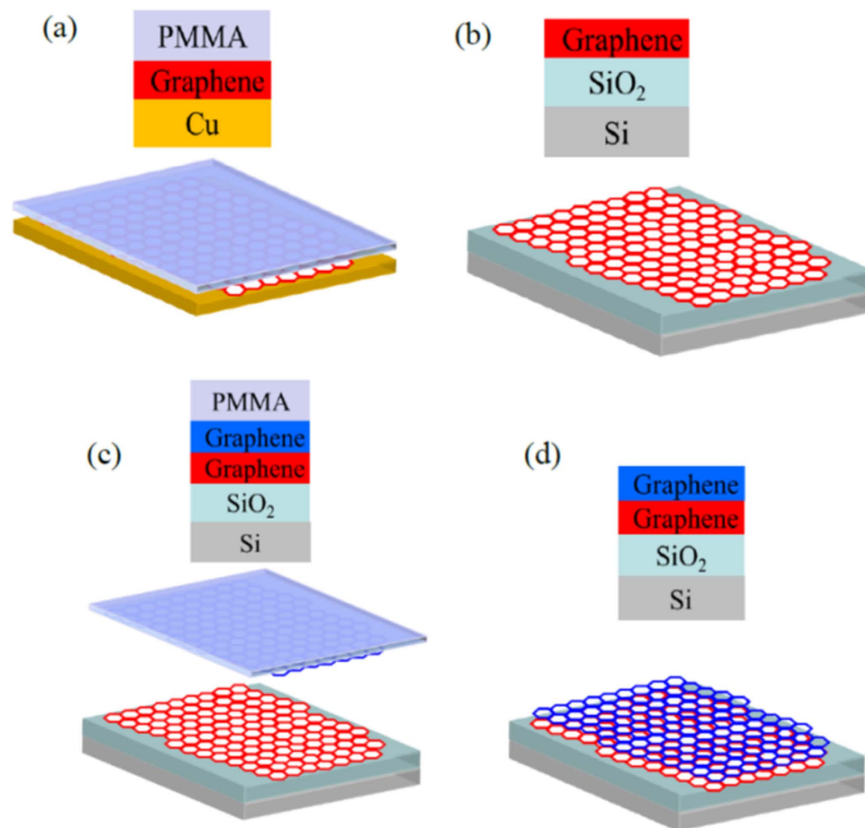 (a)
PMMA
Graphene
Cu
(b)
Graphene
SiO₂
Si
(c)
PMMA
Graphene
Graphene
SiO₂
Si
(d)
Graphene
Graphene
SiO₂
Si